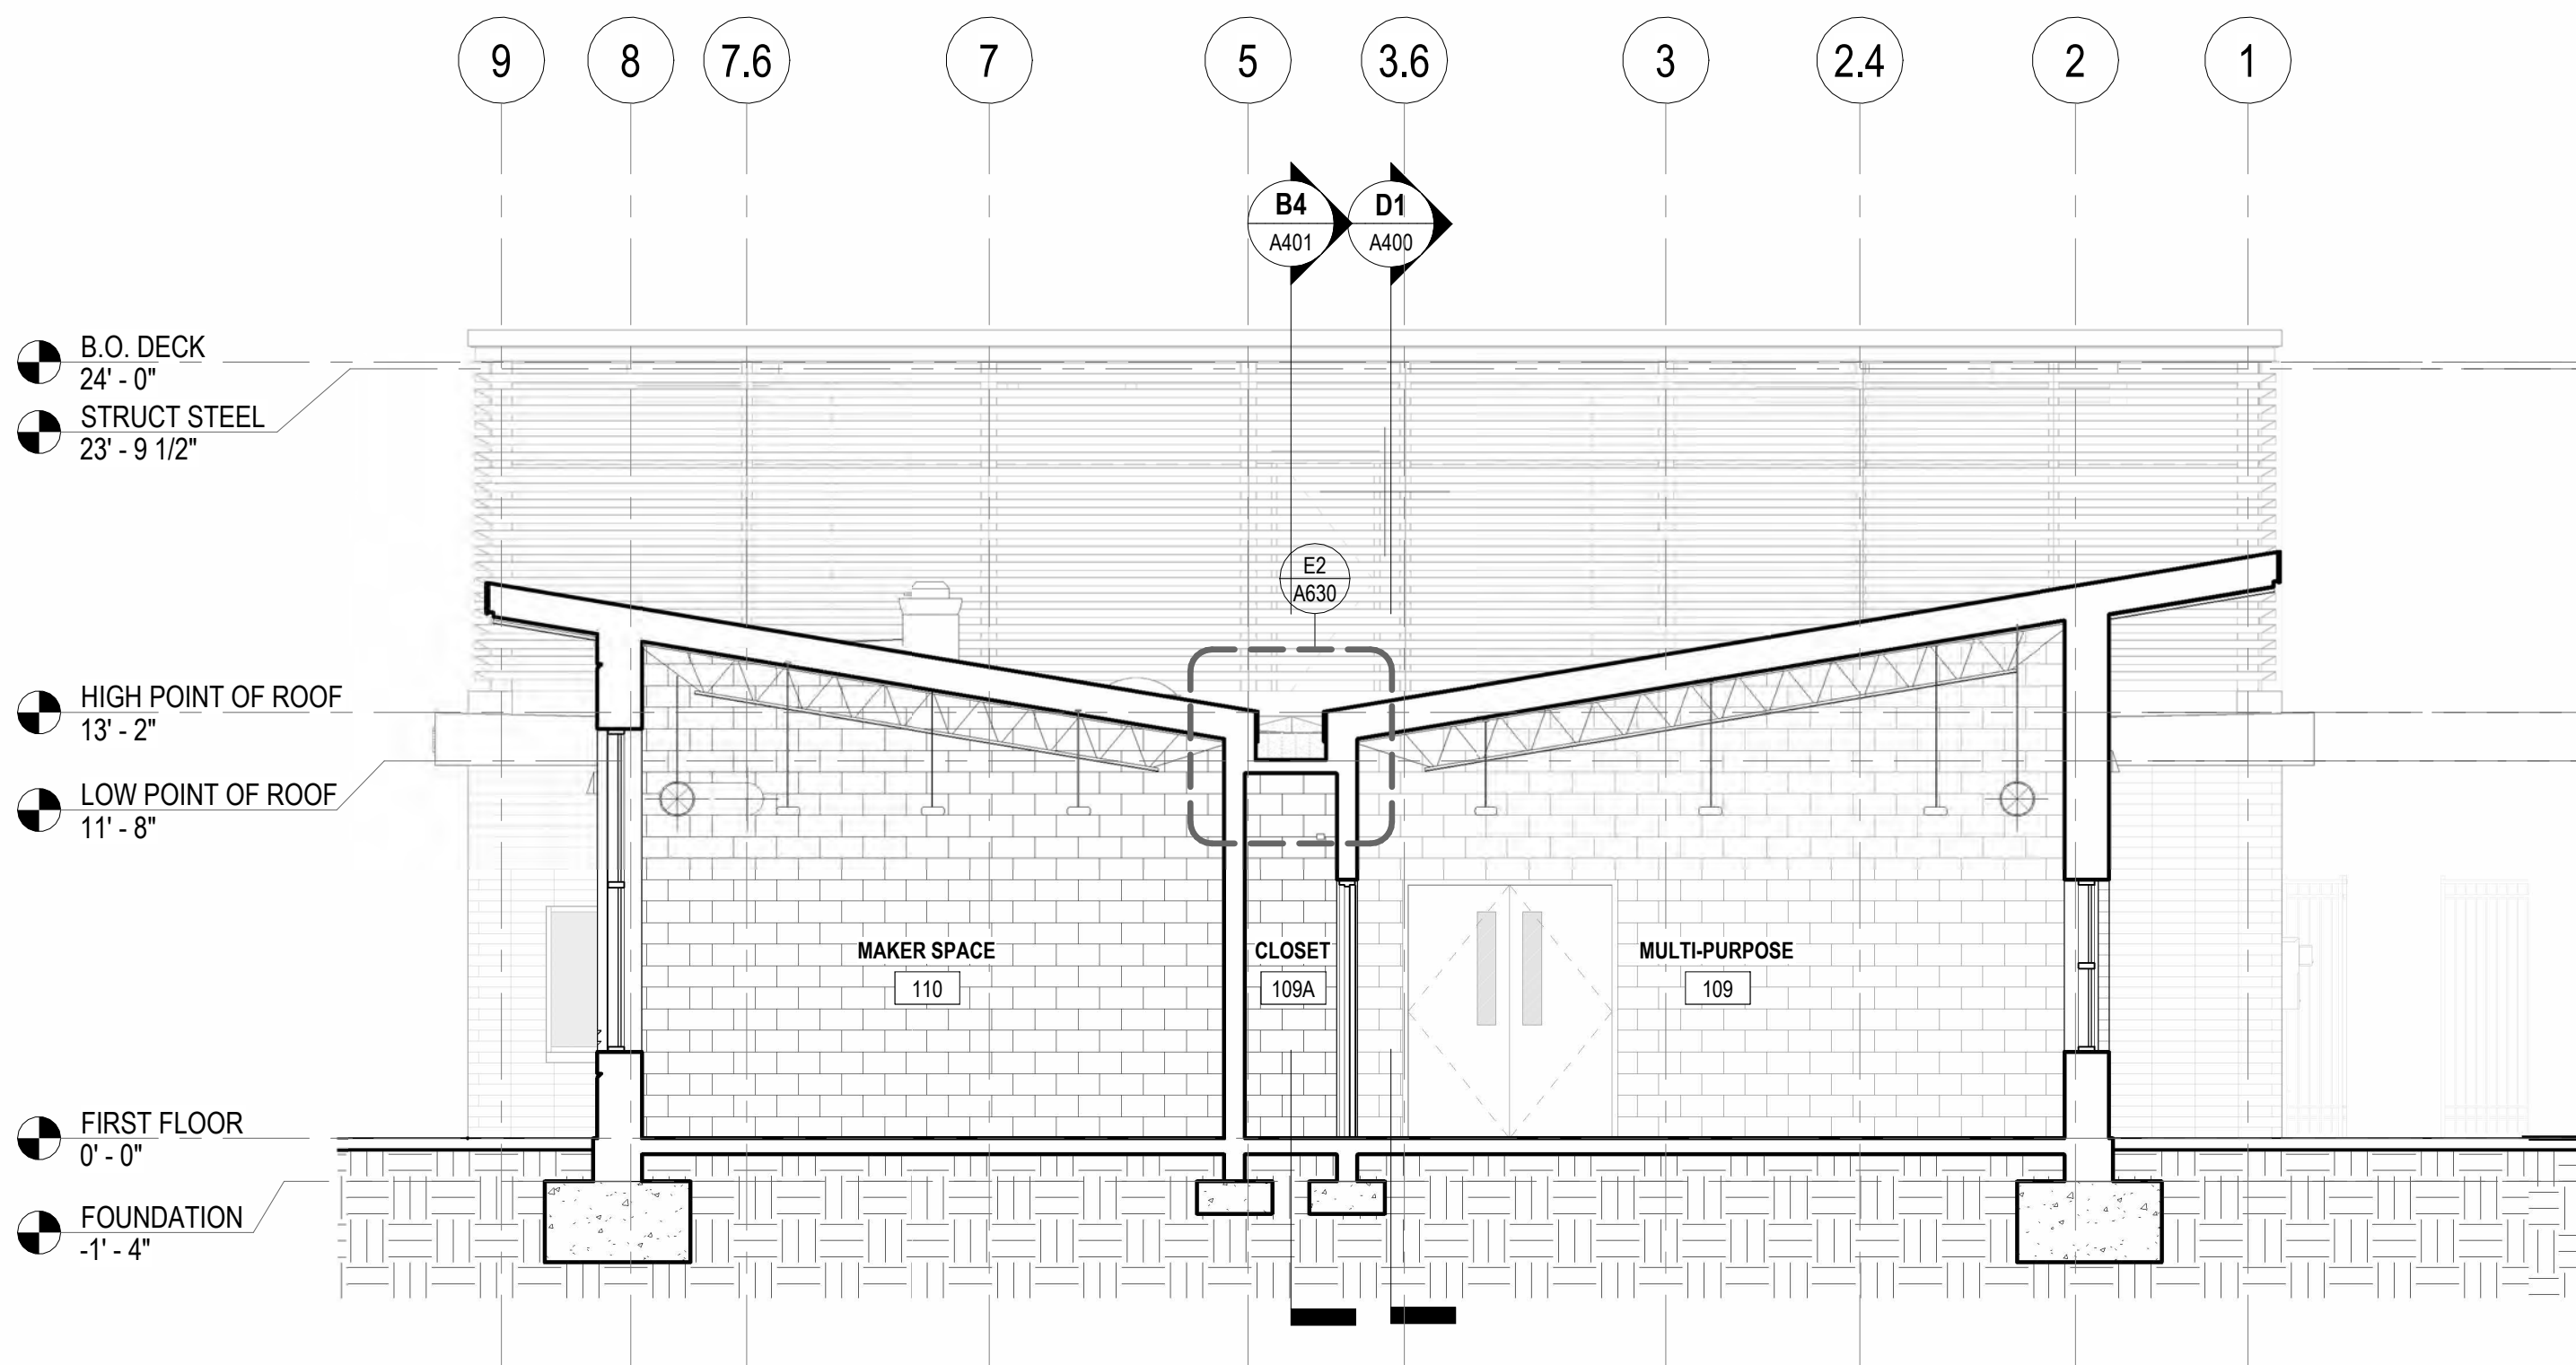 9
8
7.6
7
5
3.6
3
2.4
2
1
B4
A401
D1
A400
B.O. DECK
24' - 0"
STRUCT STEEL
23' - 9 1/2"
E2
A630
HIGH POINT OF ROOF
13' - 2"
LOW POINT OF ROOF
11' - 8"
MAKER SPACE
110
CLOSET
109A
MULTI-PURPOSE
109
FIRST FLOOR
0' - 0"
FOUNDATION
-1' - 4"